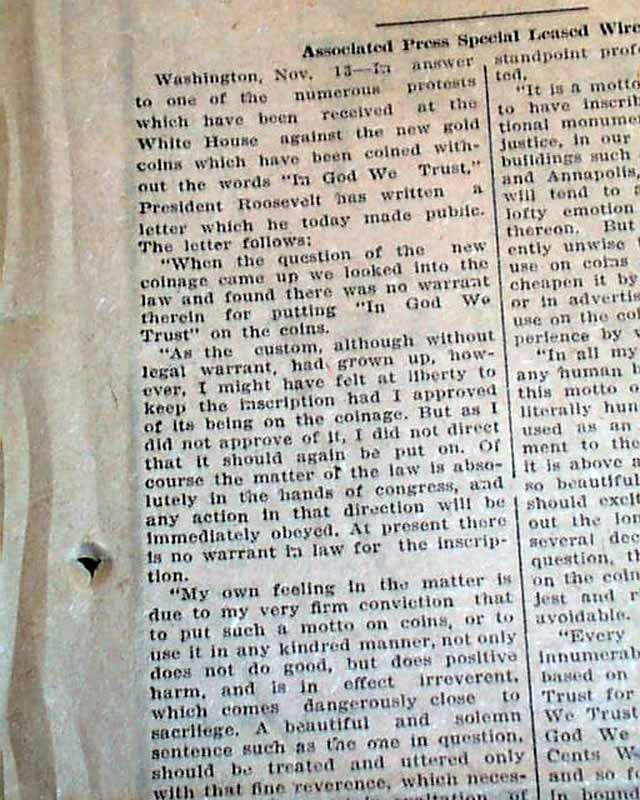 Associated Press Special Leased Wire
Washington, Nov. 13—In answer
to one of the numerous protests
which have been received at the
White House against the new gold
coins which have been coined with-
out the words "In God We Trust,"
President Roosevelt has written a
letter which he today made public.
The letter follows:
"When the question of the new
coinage came up we looked into the
law and found there was no warrant
therein for putting "In God We
Trust" on the coins.
"As the custom, although without
legal warrant, had grown up, how-
ever, I might have felt at liberty to
keep the inscription had I approved
of its being on the coinage. But as I
did not approve of it, I did not direct
that it should again be put on. Of
course the matter of the law is abso-
lutely in the hands of congress, and
any action in that direction will be
immediately obeyed. At present there
is no warrant in law for the inscrip-
tion.
"My own feeling in the matter is
due to my very firm conviction that
to put such a motto on coins, or to
use it in any kindred manner, not only
does not do good, but does positive
harm, and is in effect irreverent,
which comes dangerously close to
sacrilege. A beautiful and solemn
sentence such as the one in question,
should be treated and uttered only
with that fine reverence, which neces-
of
standpoint
ted.
"It is a motto
to have inscrib
tional monumen
justice, in our
buildings such
and Annapolis,
will tend to a
lofty emotion
thereon. But
ently unwise
use on coins
cheapen it by
or in advertis
use on the coi
perience by
"In all my
any human b
this motto o
literally hun
used as an
ment to the
it is above a
so beautiful
should excit
out the lon
several dec
question, th
on the coin
jest and r
avoidable.
"Every
innumerab
based on
Trust for
We Trust
God We
Cents W
and so f
in bound